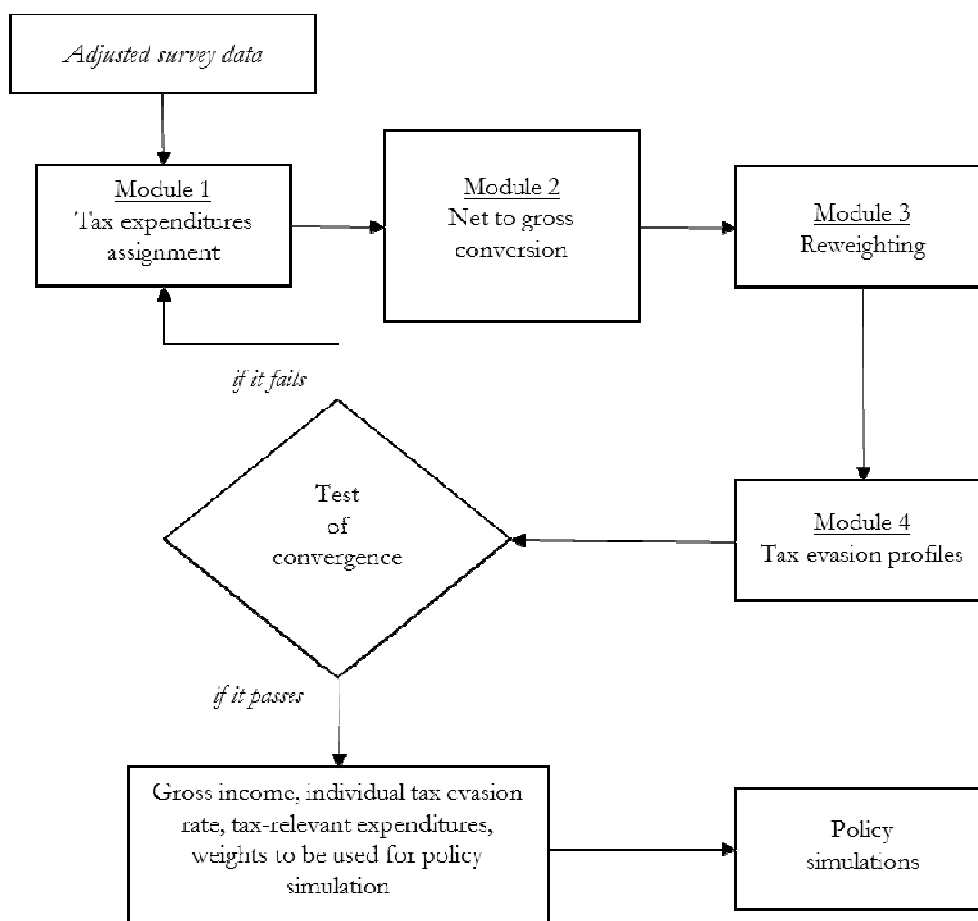 Adjusted survey data
Module 1
Tax expenditures
assignment
Module 2
Net to gross
conversion
Module 3
Reweighting
if it fails
Test
of
convergence
Module 4
Tax evasion profiles
if it passes
Gross income, individual tax evasion
rate, tax-relevant expenditures,
weights to be used for policy
simulation
Policy
simulations